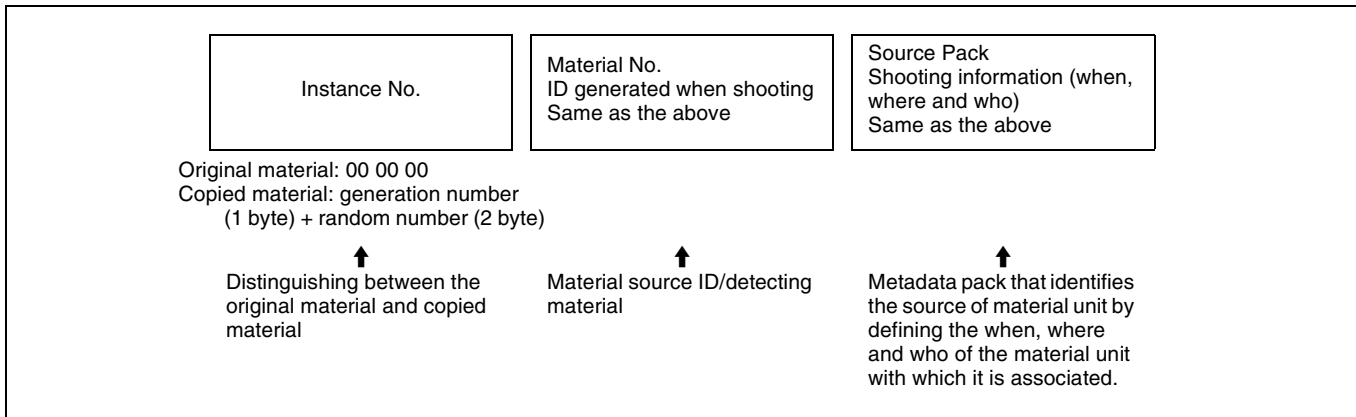 Instance No.
Material No.
ID generated when shooting
Same as the above
Source Pack
Shooting information (when,
where and who)
Same as the above
Original material: 00 00 00
Copied material: generation number
(1 byte) + random number (2 byte)
Distinguishing between the
original material and copied
material
Material source ID/detecting
material
Metadata pack that identifies
the source of material unit by
defining the when, where
and who of the material unit
with which it is associated.